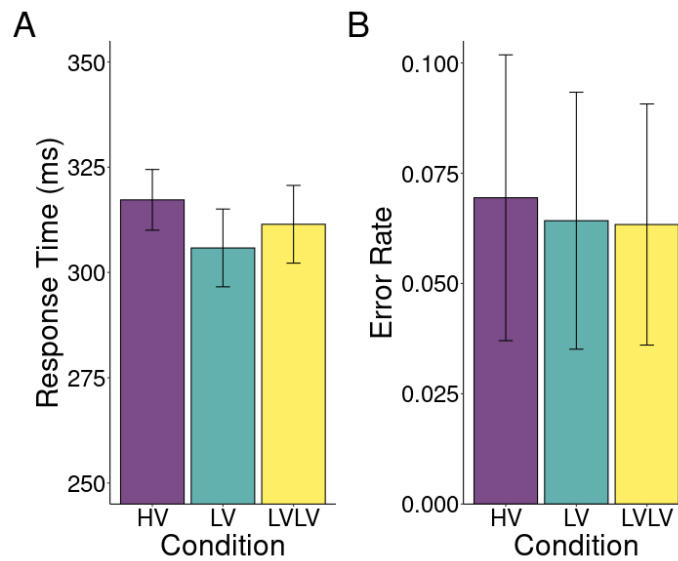 A
Response Time (ms)
350
325
300
275
250
HV LV LVLV
Condition
B
Error Rate
0.100
0.075
0.050
0.025
0.000
HV LV LVLV
Condition